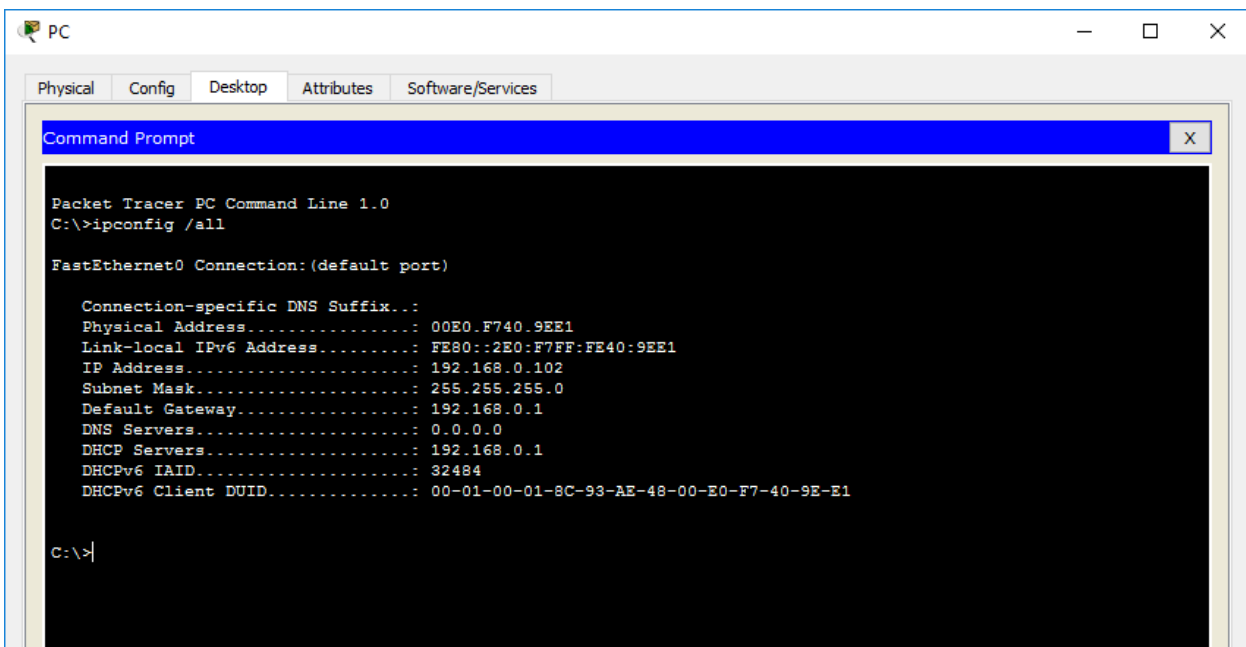 PC
Physical Config Desktop Attributes Software/Services
Command Prompt
X
Packet Tracer PC Command Line 1.0
C:\>ipconfig /all
FastEthernet0 Connection:(default port)
Connection-specific DNS Suffix..:
Physical Address................: 00E0.F740.9EE1
Link-local IPv6 Address.........: FE80::2E0:F7FF:FE40:9EE1
IP Address......................: 192.168.0.102
Subnet Mask.....................: 255.255.255.0
Default Gateway.................: 192.168.0.1
DNS Servers.....................: 0.0.0.0
DHCP Servers....................: 192.168.0.1
DHCPv6 IAID.....................: 32484
DHCPv6 Client DUID..............: 00-01-00-01-8C-93-AE-48-00-E0-F7-40-9E-E1
C:\>